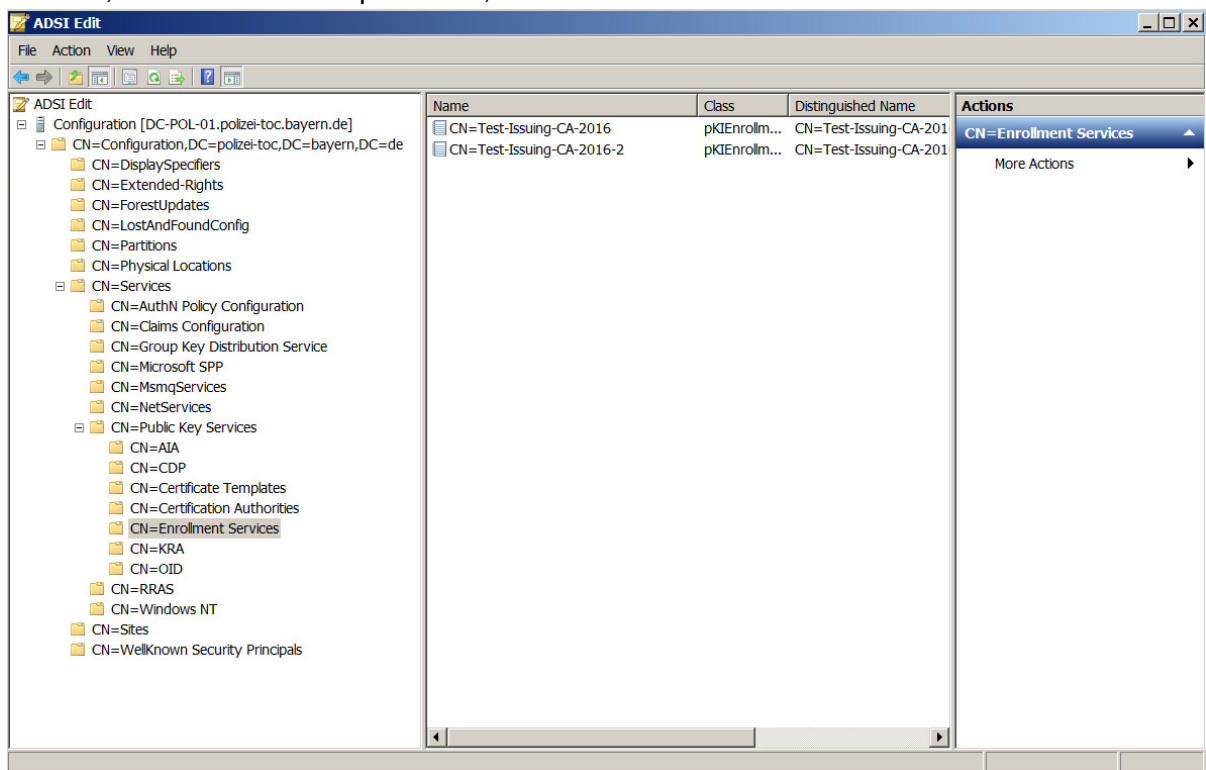 ADSI Edit
File Action View Help
ADSI Edit
Configuration [DC-POL-01.polizei-toc.bayern.de]
CN=Configuration,DC=polizei-toc,DC=bayern,DC=de
CN=DisplaySpecifiers
CN=Extended-Rights
CN=ForestUpdates
CN=LostAndFoundConfig
CN=Partitions
CN=Physical Locations
CN=Services
CN=AuthN Policy Configuration
CN=Claims Configuration
CN=Group Key Distribution Service
CN=Microsoft SPP
CN=MsmqServices
CN=NetServices
CN=Public Key Services
CN=AIA
CN=CDP
CN=Certificate Templates
CN=Certification Authorities
CN=Enrollment Services
CN=KRA
CN=OID
CN=RRAS
CN=Windows NT
CN=Sites
CN=WellKnown Security Principals
Name Class Distinguished Name
CN=Test-Issuing-CA-2016 pKIEnrollm... CN=Test-Issuing-CA-201
CN=Test-Issuing-CA-2016-2 pKIEnrollm... CN=Test-Issuing-CA-201
Actions
CN=Enrollment Services
More Actions